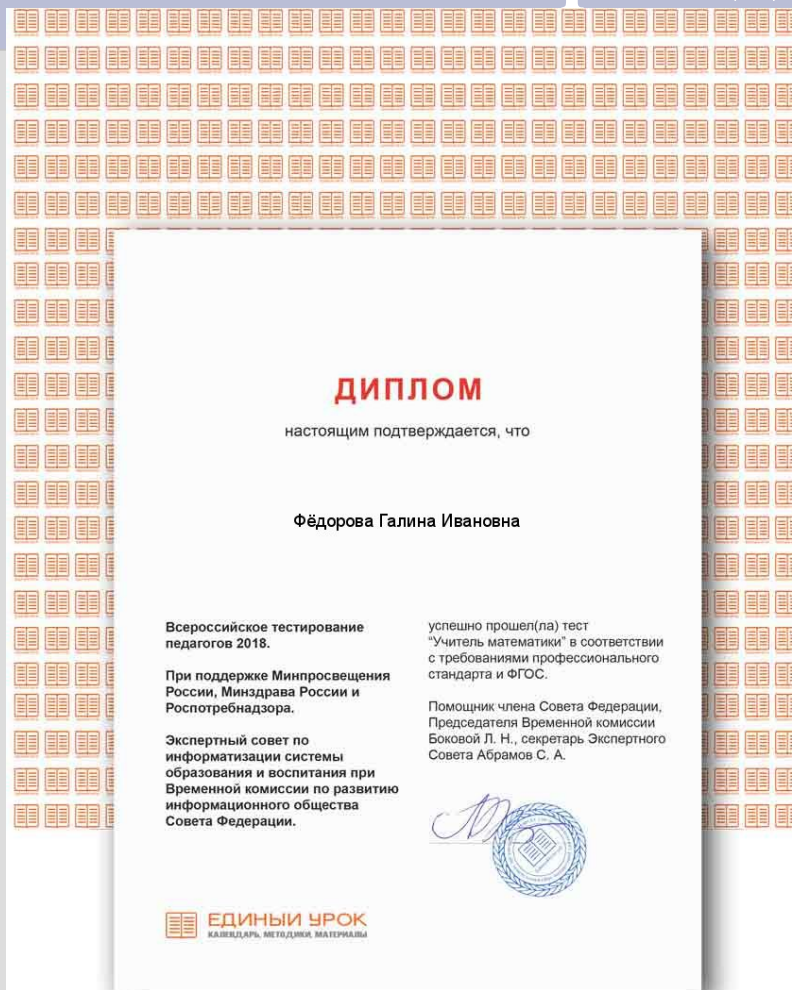 ДИПЛОМ
настоящим подтверждается, что
Фёдорова Галина Ивановна
Всероссийское тестирование
педагогов 2018.
При поддержке Минпросвещения
России, Минздрава России и
Роспотребнадзора.
Экспертный совет по
информатизации системы
образования и воспитания при
Временной комиссии по развитию
информационного общества
Совета Федерации.
успешно прошел(ла) тест
“Учитель математики” в соответствии
с требованиями профессионального
стандарта и ФГОС.
Помощник члена Совета Федерации,
Председателя Временной комиссии
Боковой Л. Н., секретарь Экспертного
Совета Абрамов С. А.
ЕДИНЫЙ УРОК
КАЛЕНДАРЬ, МЕТОДИКИ, МАТЕРИАЛЫ